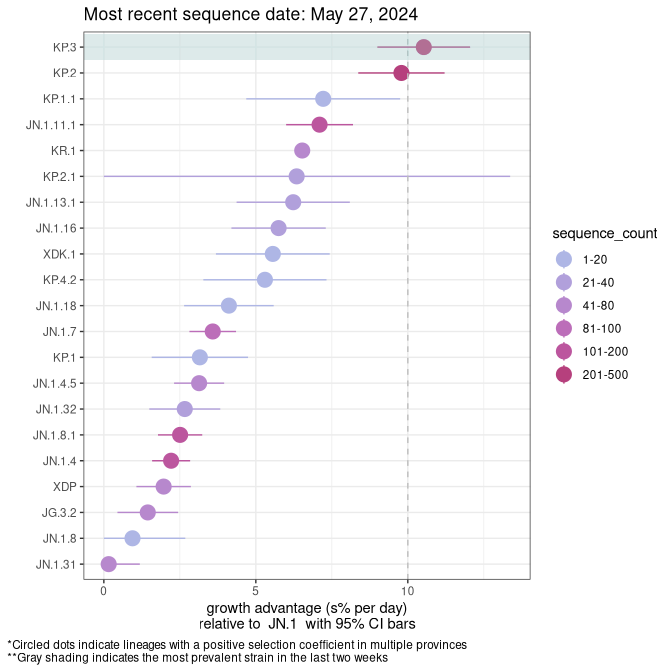 Most recent sequence date: May 27, 2024
KP.3
KP.2
KP.1.1
JN.1.11.1
KR.1
KP.2.1
JN.1.13.1
JN.1.16
XDK.1
KP.4.2
JN.1.18
JN.1.7
KP.1
JN.1.4.5
JN.1.32
JN.1.8.1
JN.1.4
XDP
JG.3.2
JN.1.8
JN.1.31
0 5 10
growth advantage (s% per day)
relative to JN.1 with 95% CI bars
sequence_count
1-20
21-40
41-80
81-100
101-200
201-500
*Circled dots indicate lineages with a positive selection coefficient in multiple provinces
**Gray shading indicates the most prevalent strain in the last two weeks